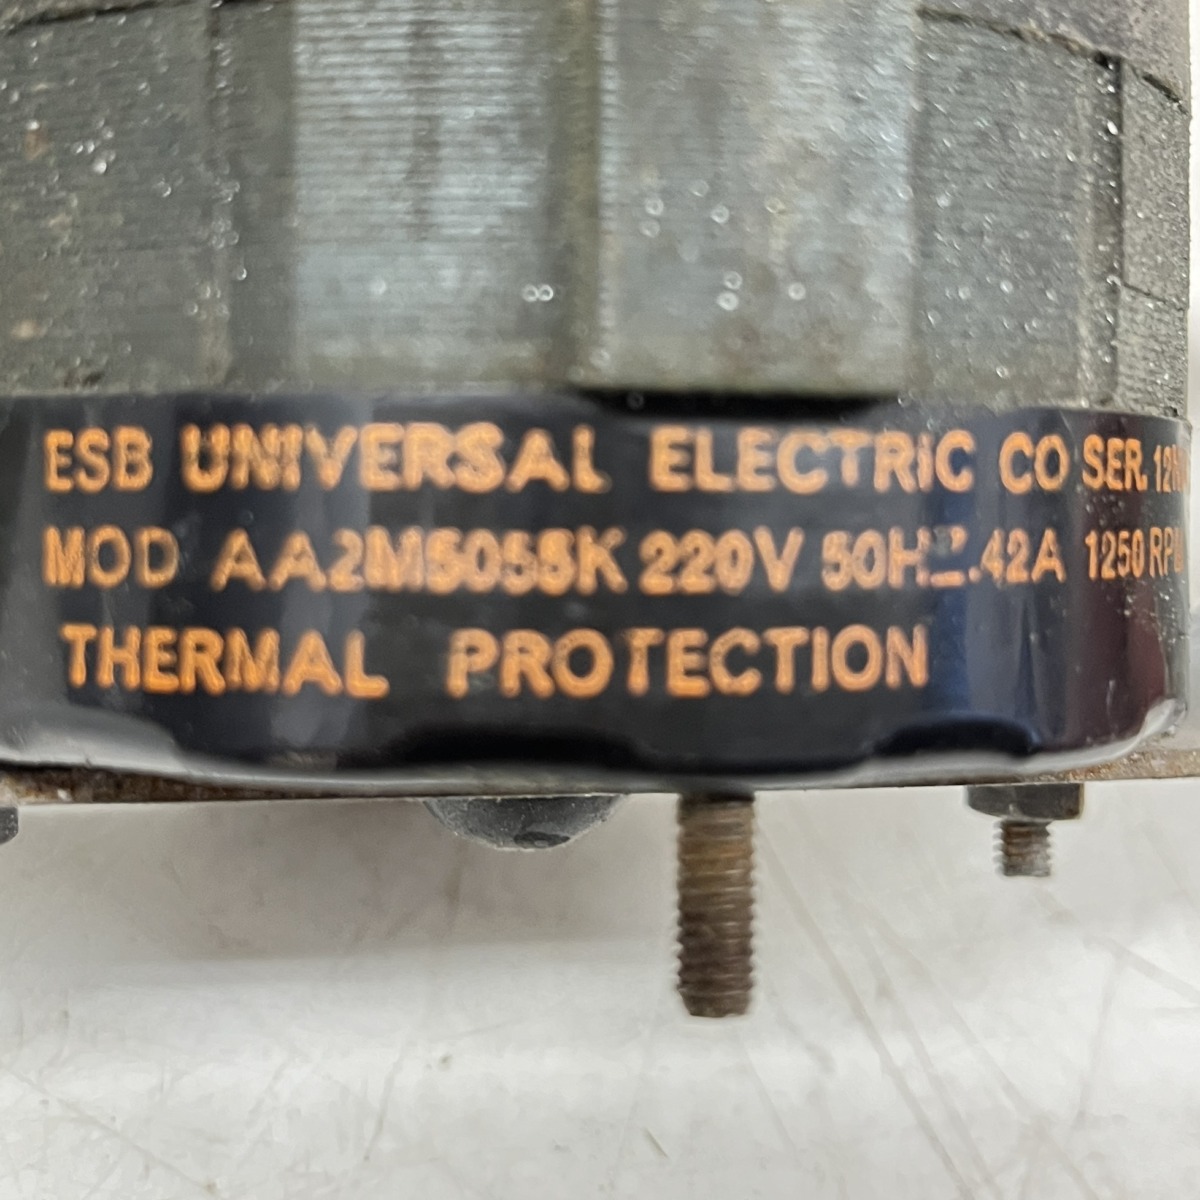 ESB UNIVERSAL ELECTRIC CO SER.
MOD AA2M5055K 220V 50HZ .42A 1250 RPM
THERMAL PROTECTION